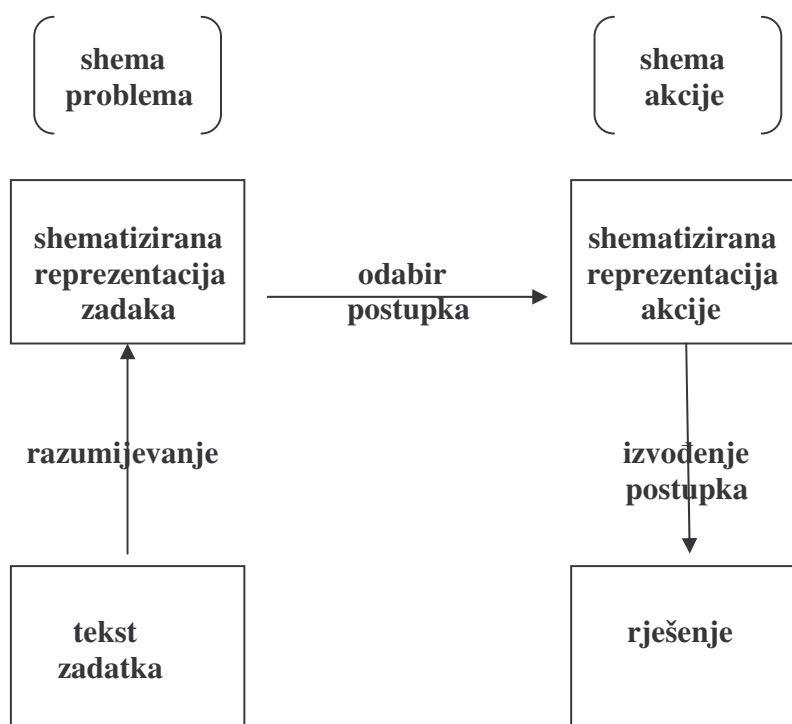 shema
problema
shema
akcije
shematizirana
reprezentacija
zadaka
odabir
postupka
shematizirana
reprezentacija
akcije
razumijevanje
izvođenje
postupka
tekst
zadatka
rješenje